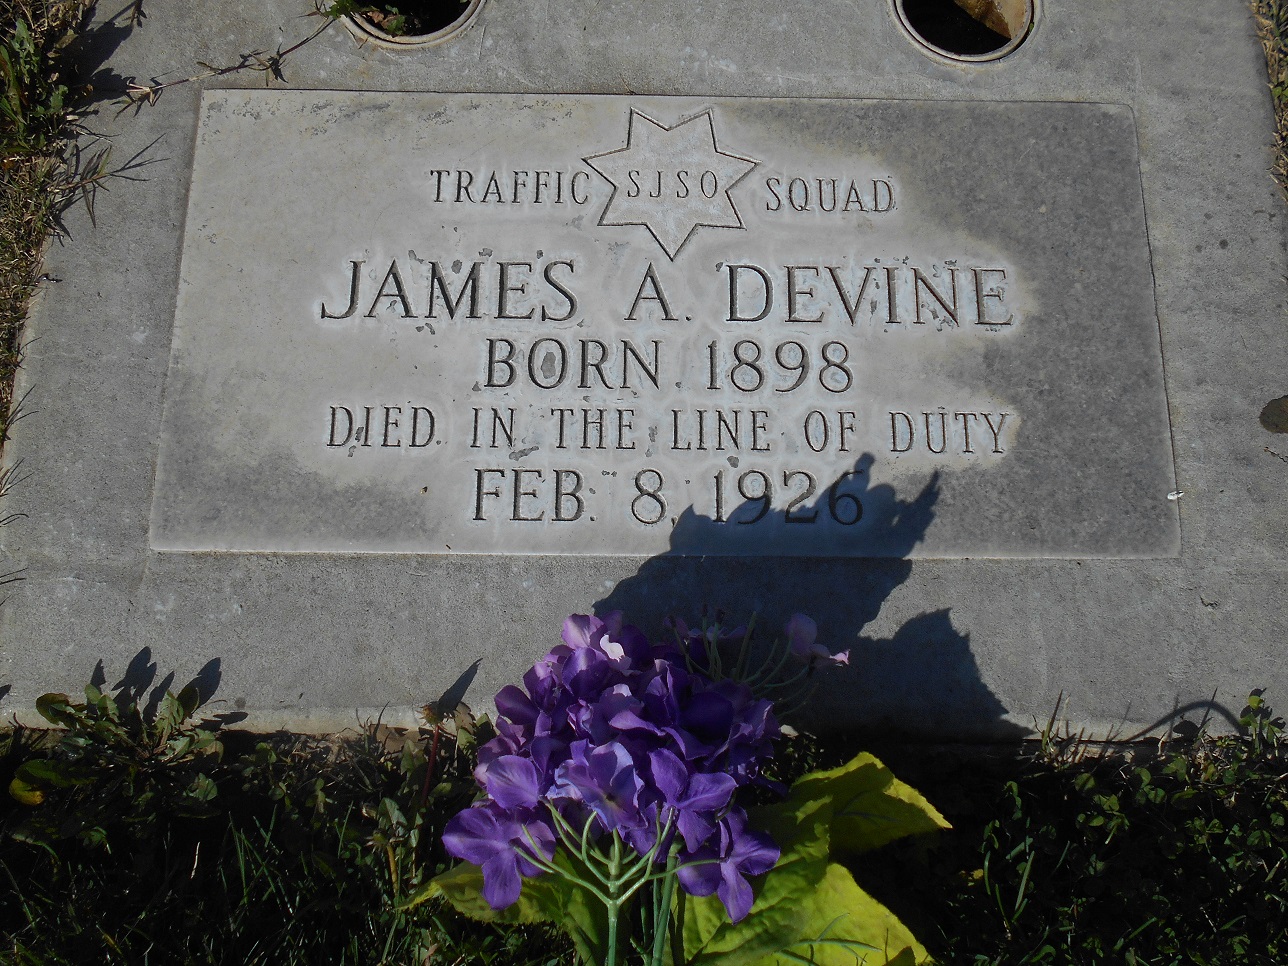 TRAFFIC SJSO SQUAD
JAMES A. DEVINE
BORN. 1898
DIED. IN THE LINE OF DUTY
FEB. 8, 1926